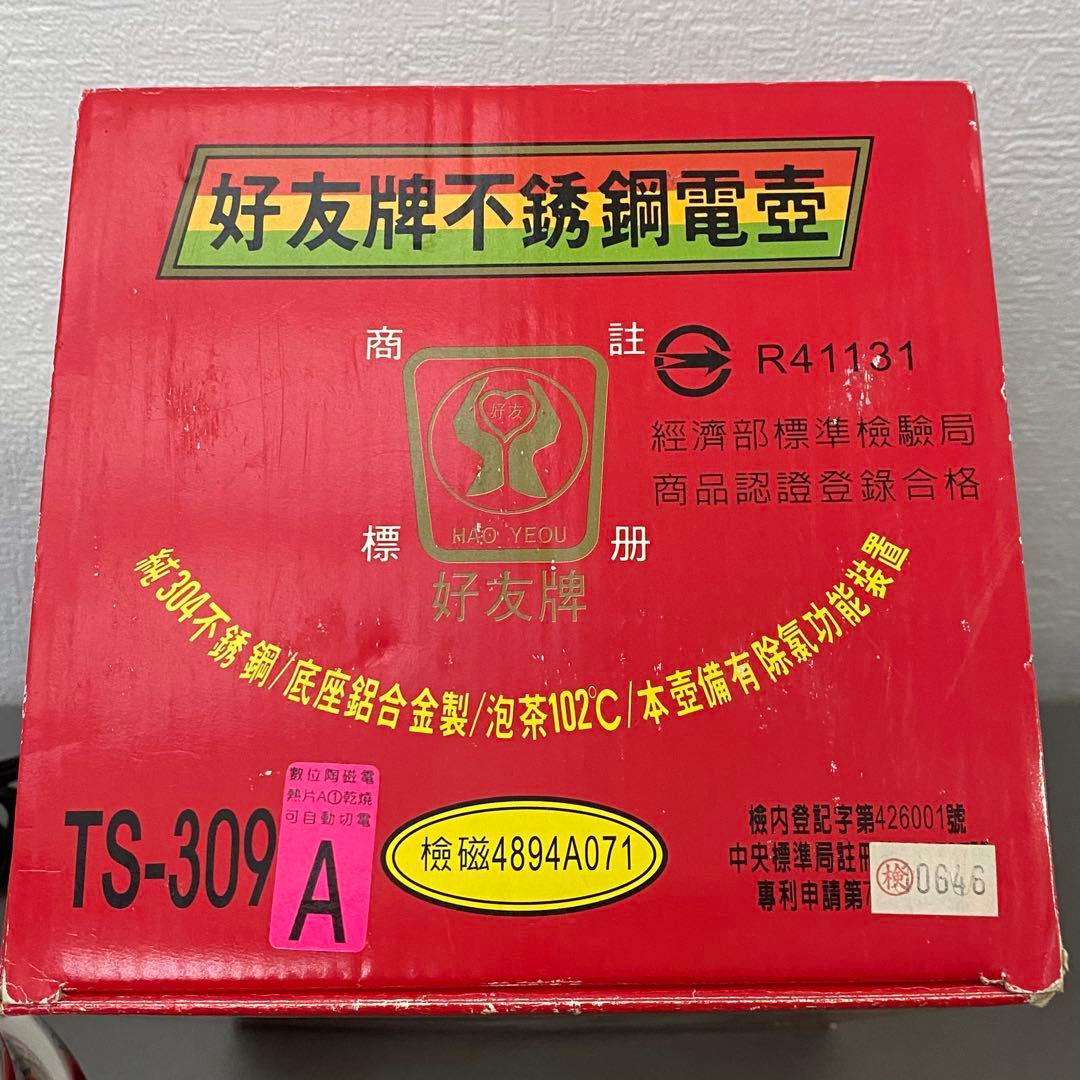 好友牌不銹鋼電壺
商 註
標 册
好友
HAO YEOU
好友牌
R41131
經濟部標準檢驗局
商品認證登錄合格
純304不銹鋼/底座鋁合金製/泡茶102℃/本壺備有除氯功能裝置
TS-309
數位陶磁電
熱片A①乾燒
可自動切電
A
檢磁4894A071
檢内登記字第426001號
中央標準局註冊
專利申請第7
検 0646